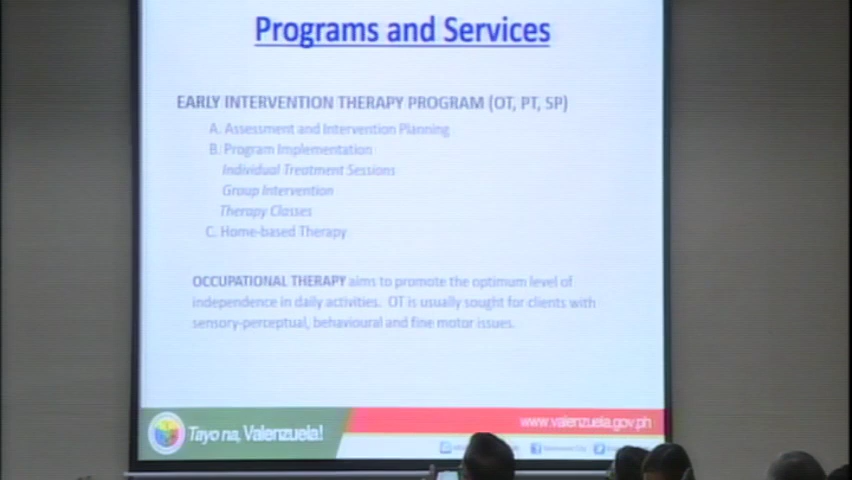 Programs and Services
EARLY INTERVENTION THERAPY PROGRAM (OT, PT, SP)
A. Assessment and Intervention Planning
B. Program Implementation
Individual Treatment Sessions
Group Intervention
Therapy Classes
C. Home-based Therapy
OCCUPATIONAL THERAPY aims to promote the optimum level of
independence in daily activities. OT is usually sought for clients with
sensory-perceptual, behavioural and fine motor issues.
Tayo na, Valenzuela!
www.valenzuela.gov.ph